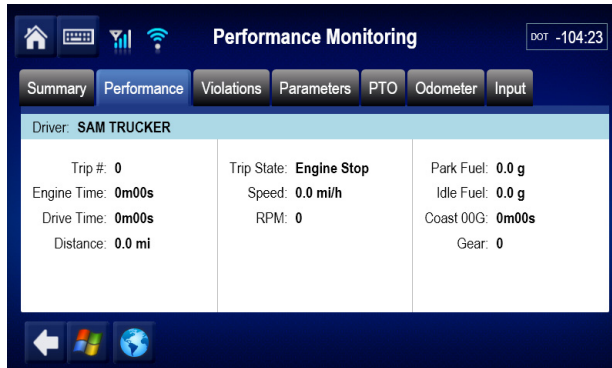 Performance Monitoring
DOT -104:23
Summary Performance Violations Parameters PTO Odometer Input
Driver: SAM TRUCKER
Trip #: 0
Engine Time: 0m00s
Drive Time: 0m00s
Distance: 0.0 mi
Trip State: Engine Stop
Speed: 0.0 mi/h
RPM: 0
Park Fuel: 0.0 g
Idle Fuel: 0.0 g
Coast 00G: 0m00s
Gear: 0